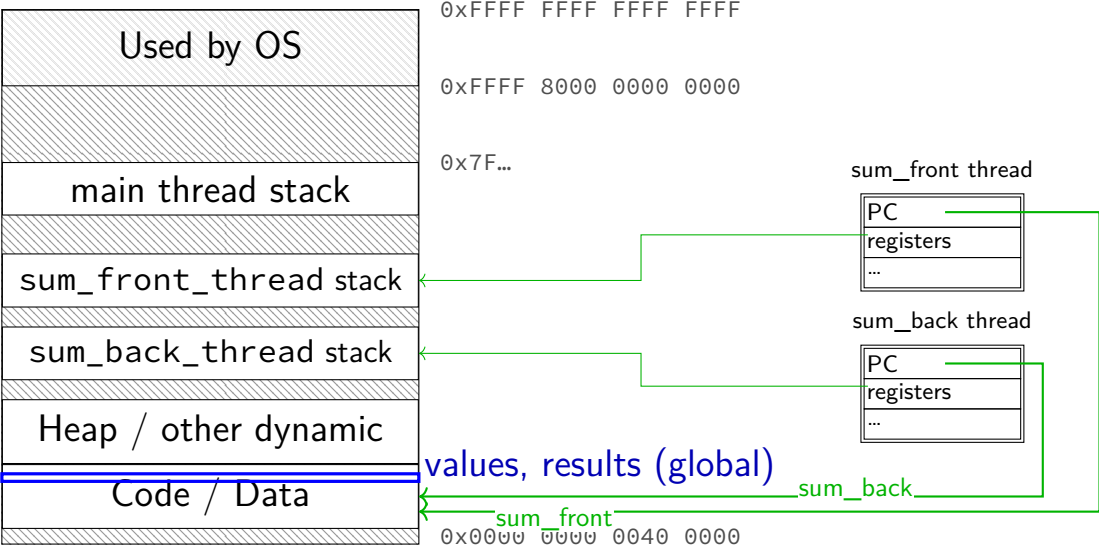 0xFFFF FFFF FFFF FFFF
Used by OS
0xFFFF 8000 0000 0000
0x7F…
main thread stack
sum_front_thread stack
sum_back_thread stack
Heap / other dynamic
values, results (global)
Code / Data
0x0000 0000 0040 0000
sum_front thread
PC
registers
…
sum_back thread
PC
registers
…
sum_back
sum_front